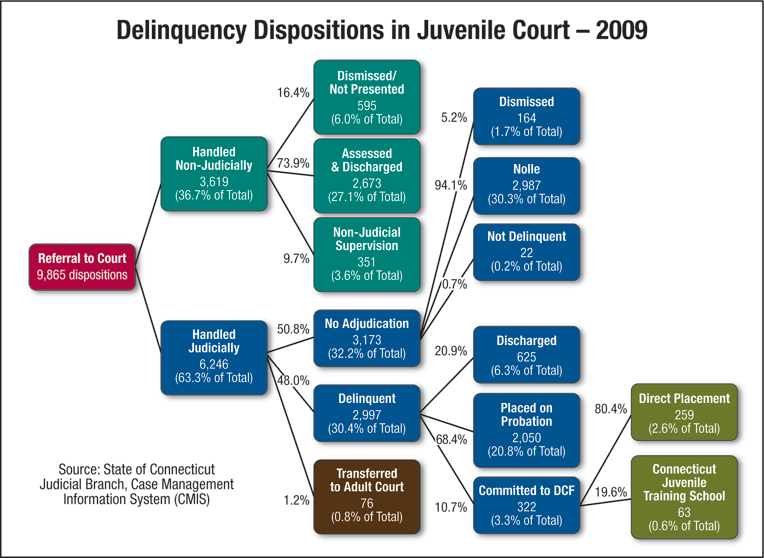 Delinquency Dispositions in Juvenile Court – 2009
Referral to Court
9,865 dispositions
Handled
Non-Judicially
3,619
(36.7% of Total)
16.4%
Dismissed/
Not Presented
595
(6.0% of Total)
73.9%
Assessed
& Discharged
2,673
(27.1% of Total)
9.7%
Non-Judicial
Supervision
351
(3.6% of Total)
Handled
Judicially
6,246
(63.3% of Total)
50.8%
No Adjudication
3,173
(32.2% of Total)
5.2%
Dismissed
164
(1.7% of Total)
94.1%
Nolle
2,987
(30.3% of Total)
0.7%
Not Delinquent
22
(0.2% of Total)
48.0%
Delinquent
2,997
(30.4% of Total)
20.9%
Discharged
625
(6.3% of Total)
68.4%
Placed on
Probation
2,050
(20.8% of Total)
10.7%
Committed to DCF
322
(3.3% of Total)
80.4%
Direct Placement
259
(2.6% of Total)
19.6%
Connecticut
Juvenile
Training School
63
(0.6% of Total)
1.2%
Transferred
to Adult Court
76
(0.8% of Total)
Source: State of Connecticut
Judicial Branch, Case Management
Information System (CMIS)